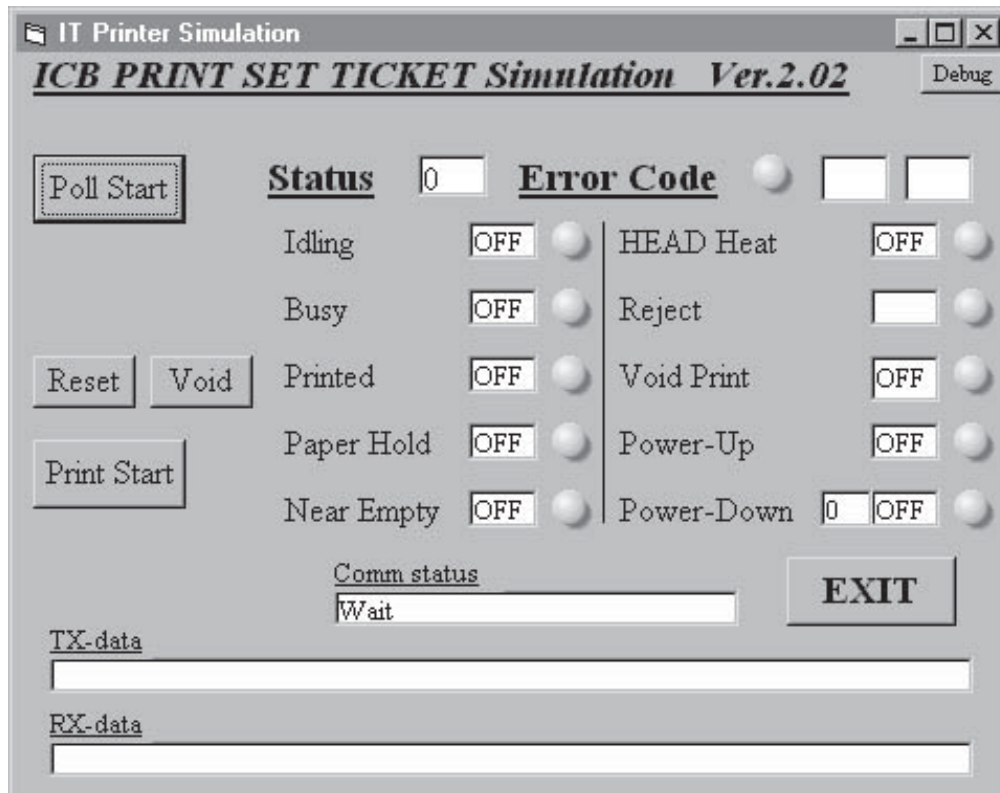 IT Printer Simulation
ICB PRINT SET TICKET Simulation Ver.2.02
Debug
Poll Start
Status 0 Error Code
Idling OFF HEAD Heat OFF
Busy OFF Reject
Reset Void Printed OFF Void Print OFF
Paper Hold OFF Power-Up OFF
Print Start
Near Empty OFF Power-Down 0 OFF
Comm status
Wait
EXIT
TX-data
RX-data